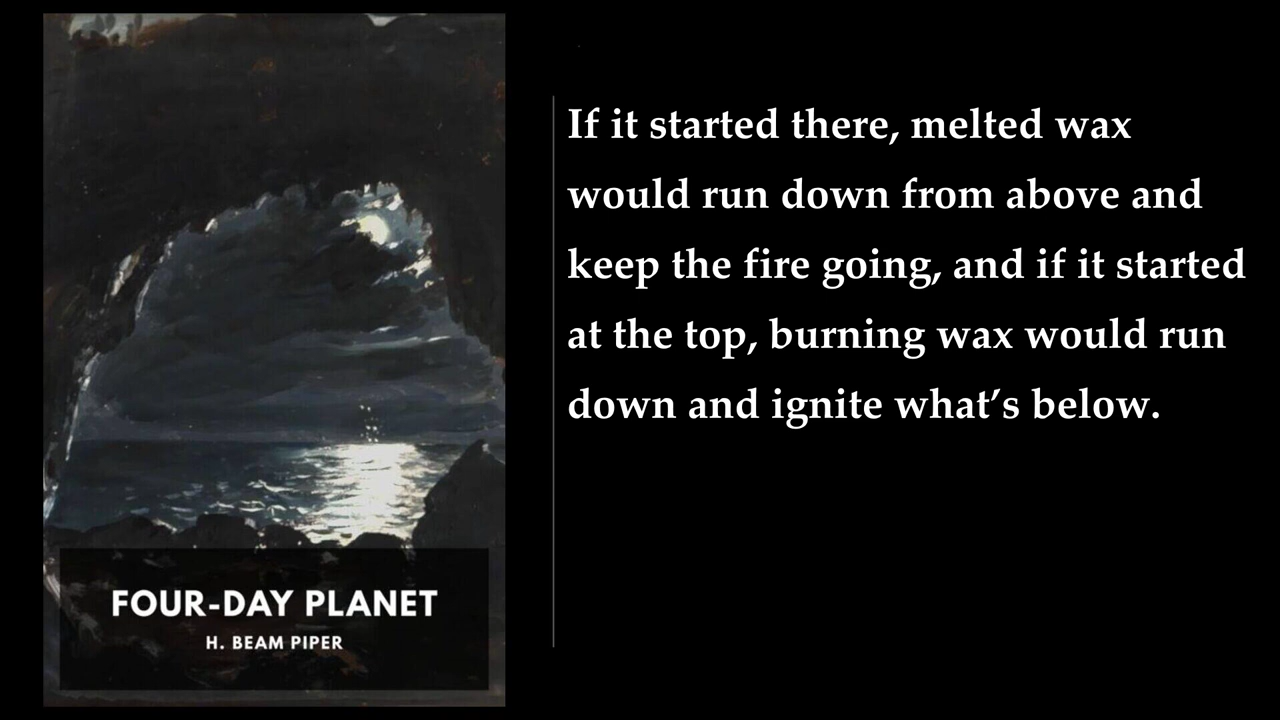 If it started there, melted wax
would run down from above and
keep the fire going, and if it started
at the top, burning wax would run
down and ignite what’s below.
FOUR-DAY PLANET
H. BEAM PIPER